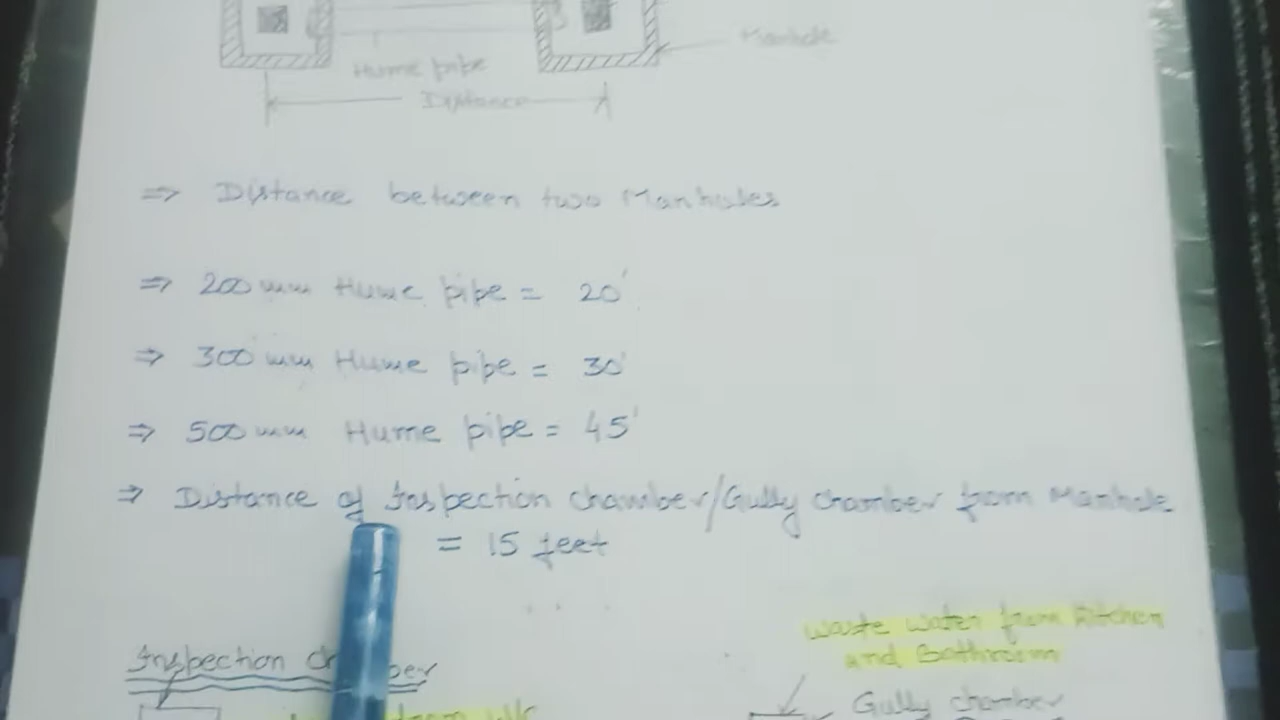 Manhole
Hume pipe
Distance
⇒ Distance between two Manholes
⇒ 200 mm Hume pipe = 20'
⇒ 300 mm Hume pipe = 30'
⇒ 500 mm Hume pipe = 45'
⇒ Distance of Inspection chamber/Gully chamber from Manhole
= 15 feet
waste water from Kitchen
and Bathroom
Inspection
Gully chamber